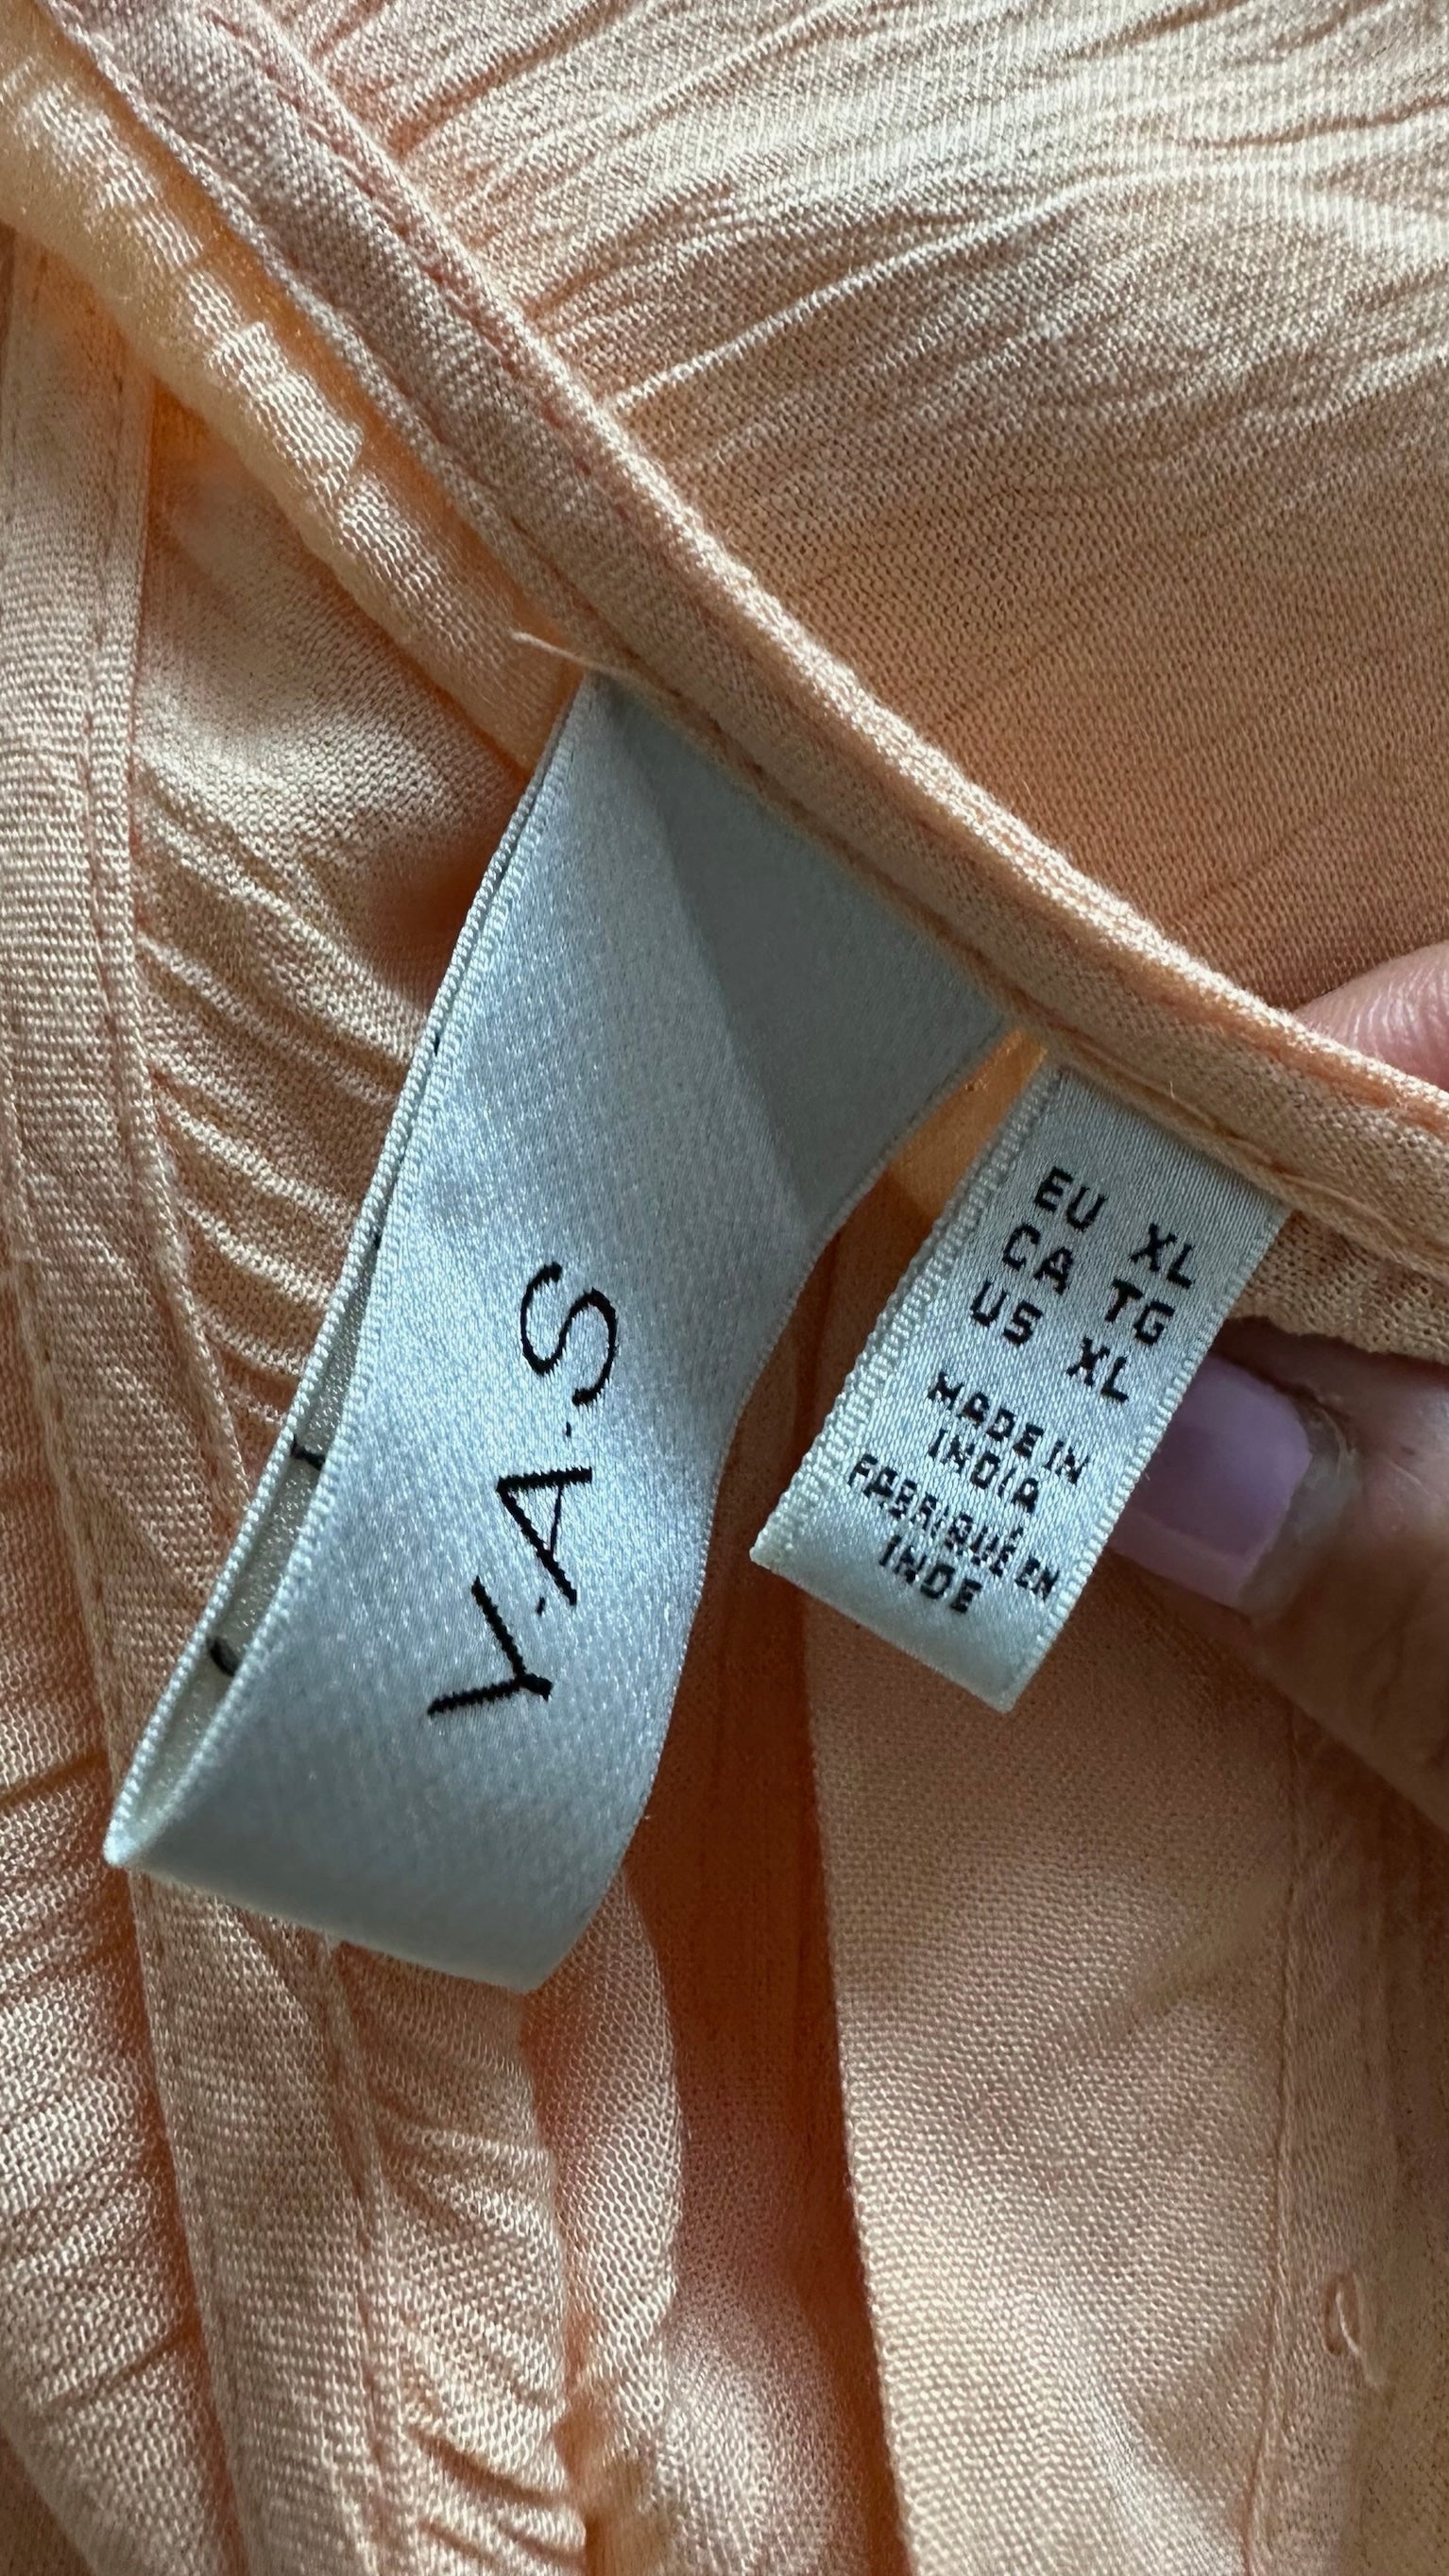 Y.A.S
EU XL
CA TG
US XL
MADE IN
INDIA
FABRIQUÉ EN
INDE